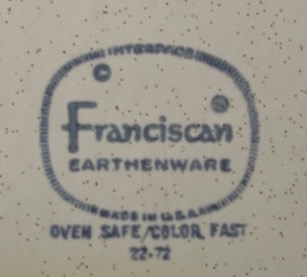 INTERPACE
©
®
Franciscan
EARTHENWARE
MADE IN U.S.A.
OVEN SAFE/COLOR FAST
22-72